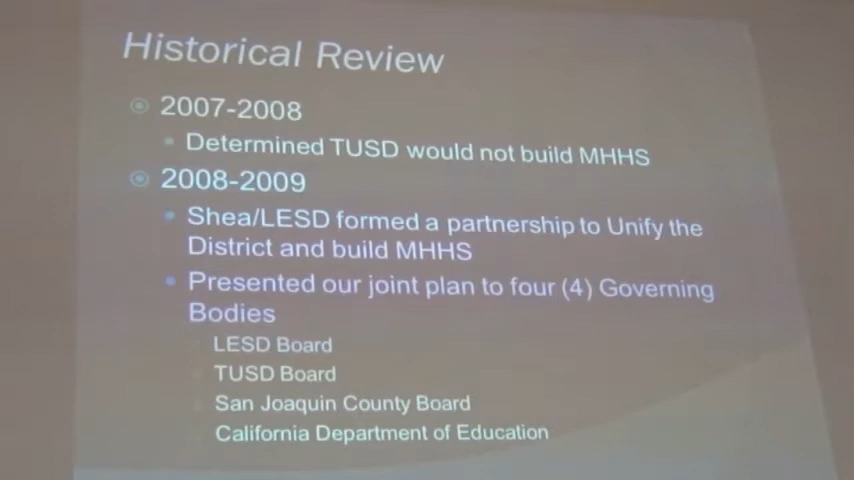 Historical Review
2007-2008
Determined TUSD would not build MHHS
2008-2009
Shea/LESD formed a partnership to Unify the
District and build MHHS
Presented our joint plan to four (4) Governing
Bodies
LESD Board
TUSD Board
San Joaquin County Board
California Department of Education